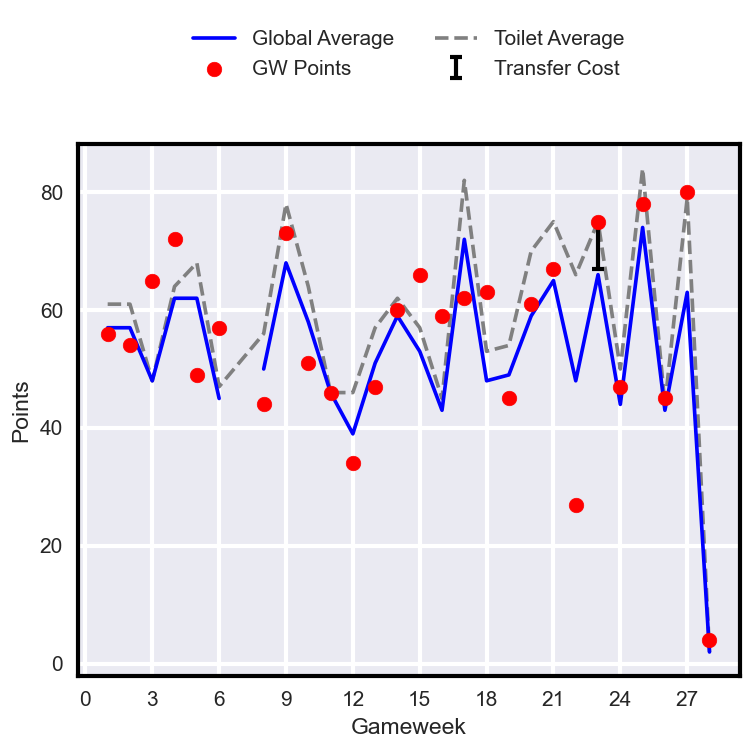 Global Average
Toilet Average
GW Points
Transfer Cost
80
60
40
20
0
Points
0 3 6 9 12 15 18 21 24 27
Gameweek